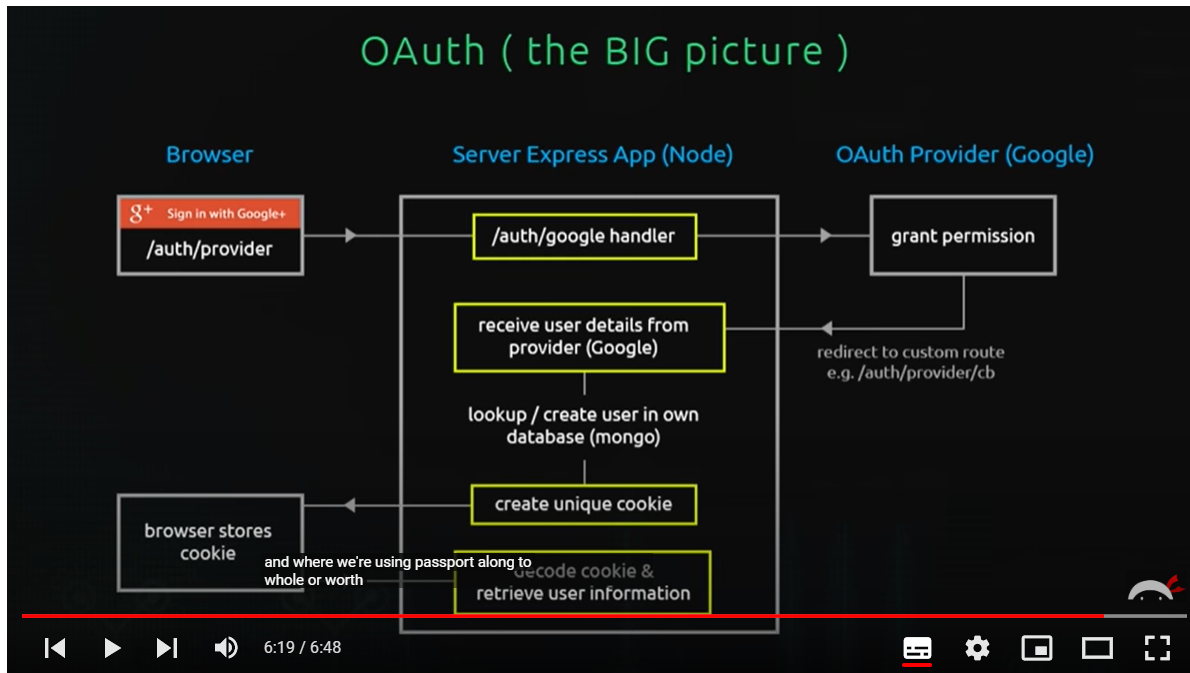 OAuth ( the BIG picture )
Browser
Server Express App (Node)
OAuth Provider (Google)
g+ Sign in with Google+
/auth/provider
/auth/google handler
grant permission
receive user details from
provider (Google)
redirect to custom route
e.g. /auth/provider/cb
lookup / create user in own
database (mongo)
create unique cookie
browser stores
cookie
and where we're using passport along to
whole or worth
decode cookie &
retrieve user information
6:19 / 6:48